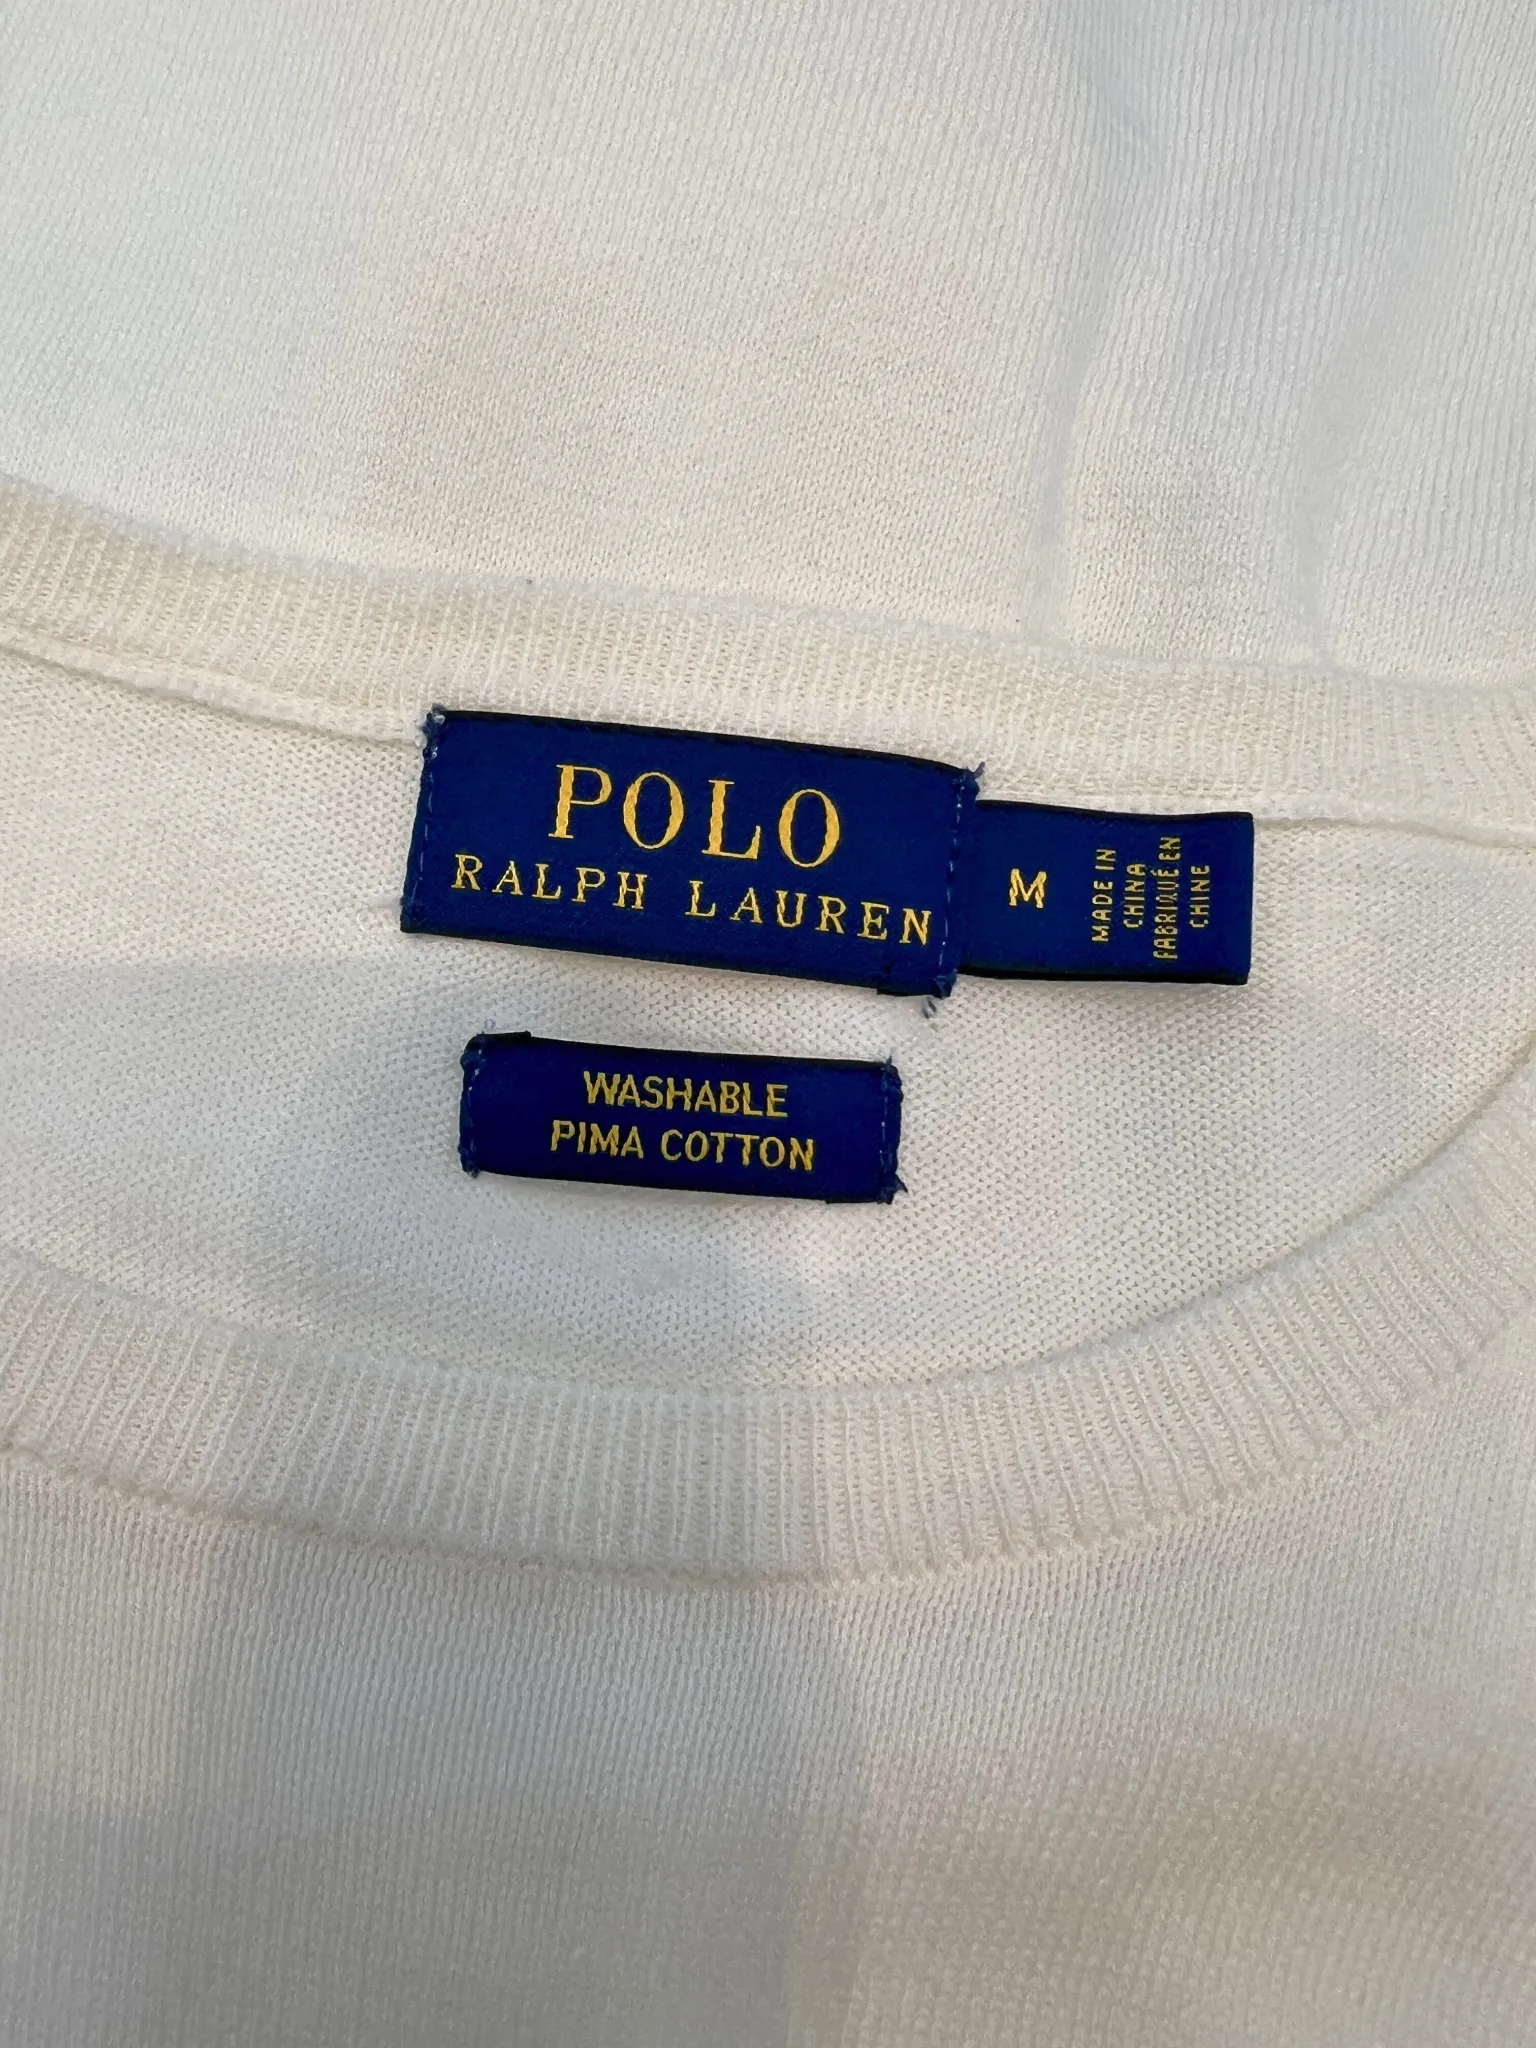 POLO
RALPH LAUREN
M
MADE IN
CHINA
FABRIQUÉ EN
CHINE
WASHABLE
PIMA COTTON